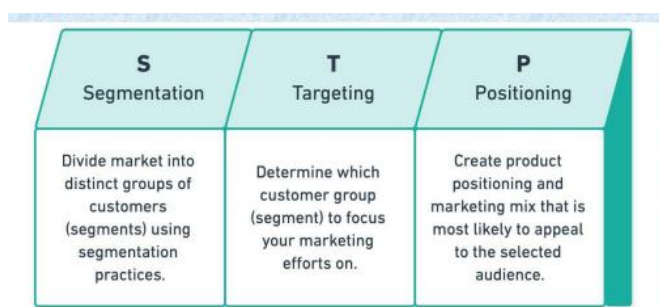 S
Segmentation
Divide market into
distinct groups of
customers
(segments) using
segmentation
practices.
T
Targeting
Determine which
customer group
(segment) to focus
your marketing
efforts on.
P
Positioning
Create product
positioning and
marketing mix that is
most likely to appeal
to the selected
audience.